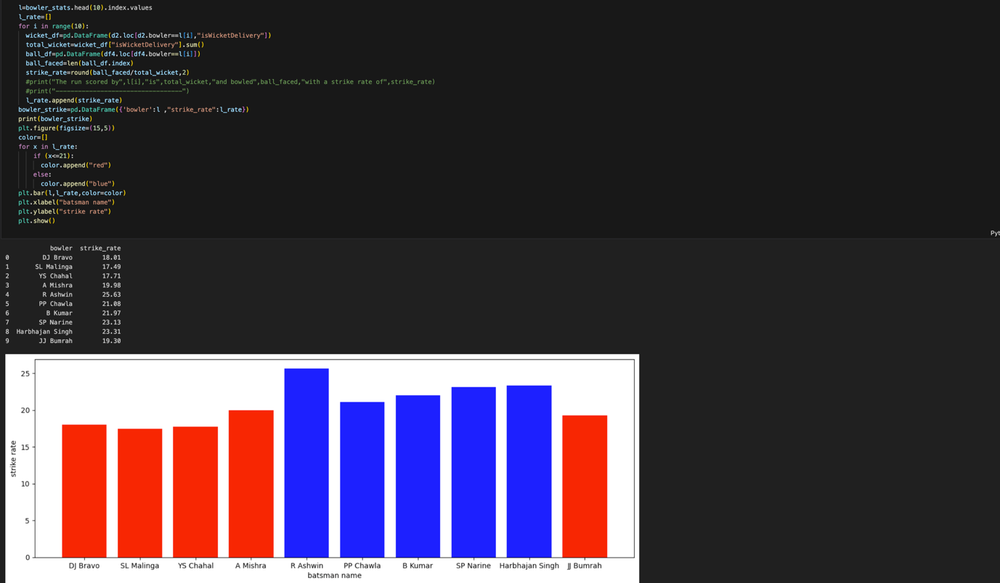 l=bowler_stats.head(10).index.values
l_rate=[]
for i in range(10):
  wicket_df=pd.DataFrame(d2.loc[d2.bowler==l[i],"isWicketDelivery"])
  total_wicket=wicket_df["isWicketDelivery"].sum()
  ball_df=pd.DataFrame(df4.loc[df4.bowler==l[i]])
  ball_faced=len(ball_df.index)
  strike_rate=round(ball_faced/total_wicket,2)
  #print("The run scored by",l[i],"is",total_wicket,"and bowled",ball_faced,"with a strike rate of",strike_rate)
  #print("----------------------------------")
  l_rate.append(strike_rate)
bowler_strike=pd.DataFrame({'bowler':l ,"strike_rate":l_rate})
print(bowler_strike)
plt.figure(figsize=(15,5))
color=[]
for x in l_rate:
    if (x<=21):
      color.append("red")
    else:
      color.append("blue")
plt.bar(l,l_rate,color=color)
plt.xlabel("batsman name")
plt.ylabel("strike rate")
plt.show()
Pyt
bowler strike_rate
0 DJ Bravo 18.01
1 SL Malinga 17.49
2 YS Chahal 17.71
3 A Mishra 19.98
4 R Ashwin 25.63
5 PP Chawla 21.08
6 B Kumar 21.97
7 SP Narine 23.13
8 Harbhajan Singh 23.31
9 JJ Bumrah 19.30
25
20
15
10
5
0
strike rate
DJ Bravo SL Malinga YS Chahal A Mishra R Ashwin PP Chawla B Kumar SP Narine Harbhajan Singh JJ Bumrah
batsman name